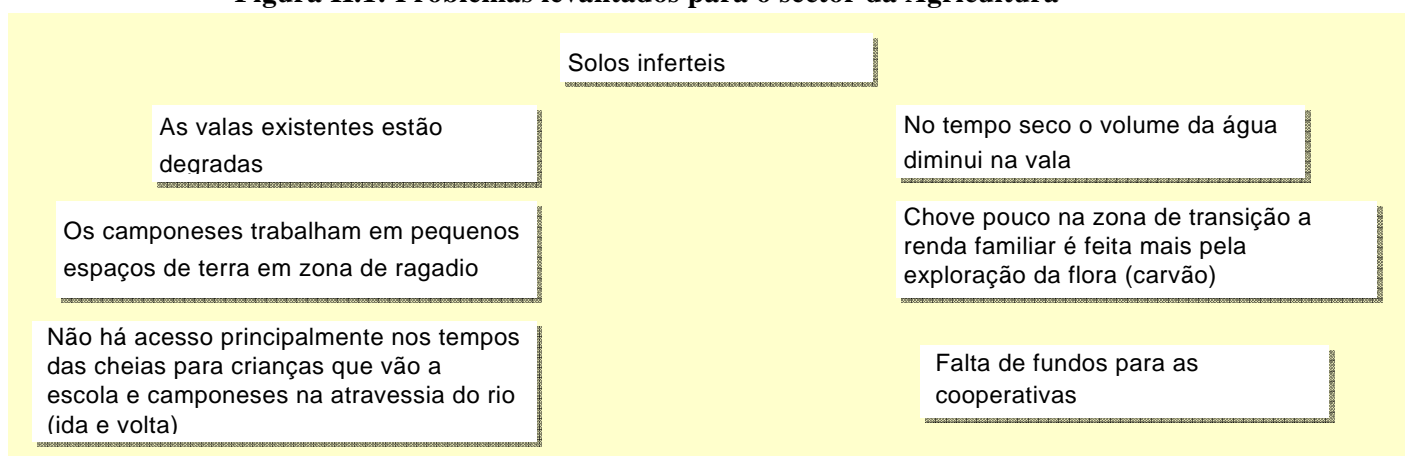 Figura II.1: Problemas levantados para o sector da Agricultura
Solos inferteis
As valas existentes estão
degradas
No tempo seco o volume da água
diminui na vala
Os camponeses trabalham em pequenos
espaços de terra em zona de ragadio
Chove pouco na zona de transição a
renda familiar é feita mais pela
exploração da flora (carvão)
Não há acesso principalmente nos tempos
das cheias para crianças que vão a
escola e camponeses na atravessia do rio
(ida e volta)
Falta de fundos para as
cooperativas